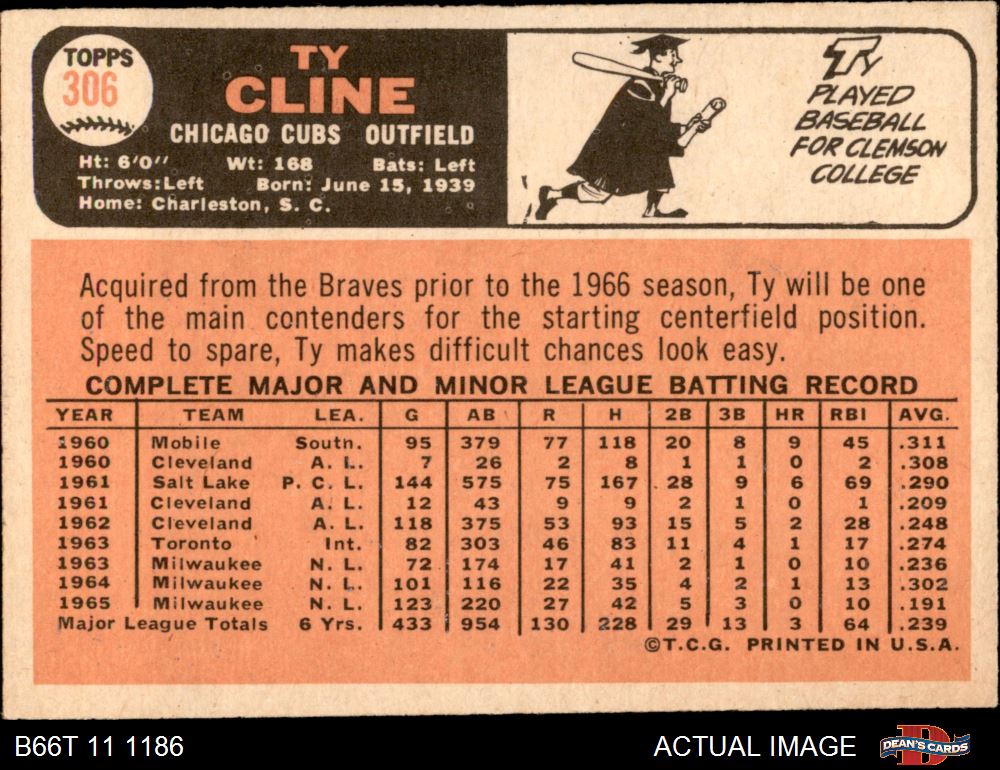 TOPPS
306
TY
CLINE
CHICAGO CUBS OUTFIELD
Ht: 6'0" Wt: 168 Bats: Left
Throws: Left Born: June 15, 1939
Home: Charleston, S. C.
TY
PLAYED
BASEBALL
FOR CLEMSON
COLLEGE
Acquired from the Braves prior to the 1966 season, Ty will be one
of the main contenders for the starting centerfield position.
Speed to spare, Ty makes difficult chances look easy.
COMPLETE MAJOR AND MINOR LEAGUE BATTING RECORD
YEAR TEAM LEA. G AB R H 2B 3B HR RBI AVG.
1960 Mobile South. 95 379 77 118 20 8 9 45 .311
1960 Cleveland A. L. 7 26 2 8 1 1 0 2 .308
1961 Salt Lake P. C. L. 144 575 75 167 28 9 6 69 .290
1961 Cleveland A. L. 12 43 9 9 2 1 0 1 .209
1962 Cleveland A. L. 118 375 53 93 15 5 2 28 .248
1963 Toronto Int. 82 303 46 83 11 4 1 17 .274
1963 Milwaukee N. L. 72 174 17 41 2 1 0 10 .236
1964 Milwaukee N. L. 101 116 22 35 4 2 1 13 .302
1965 Milwaukee N. L. 123 220 27 42 5 3 0 10 .191
Major League Totals 6 Yrs. 433 954 130 228 29 13 3 64 .239
©T.C.G. PRINTED IN U.S.A.
B66T 11 1186
ACTUAL IMAGE
DEAN'S CARDS